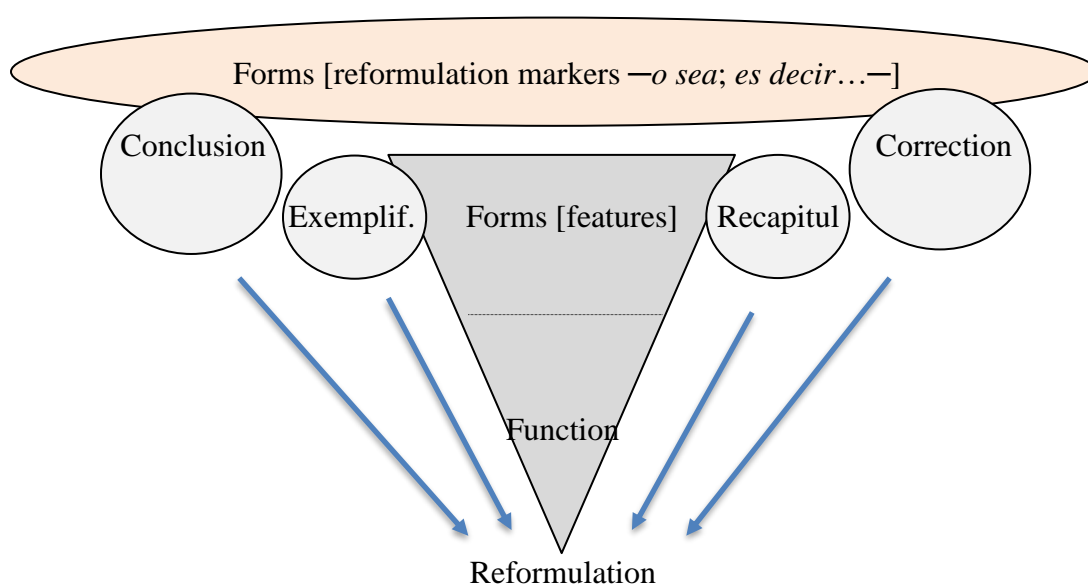 Forms [reformulation markers —o sea; es decir…—]
Conclusion
Correction
Exemplif.
Forms [features]
Recapitul
Function
Reformulation